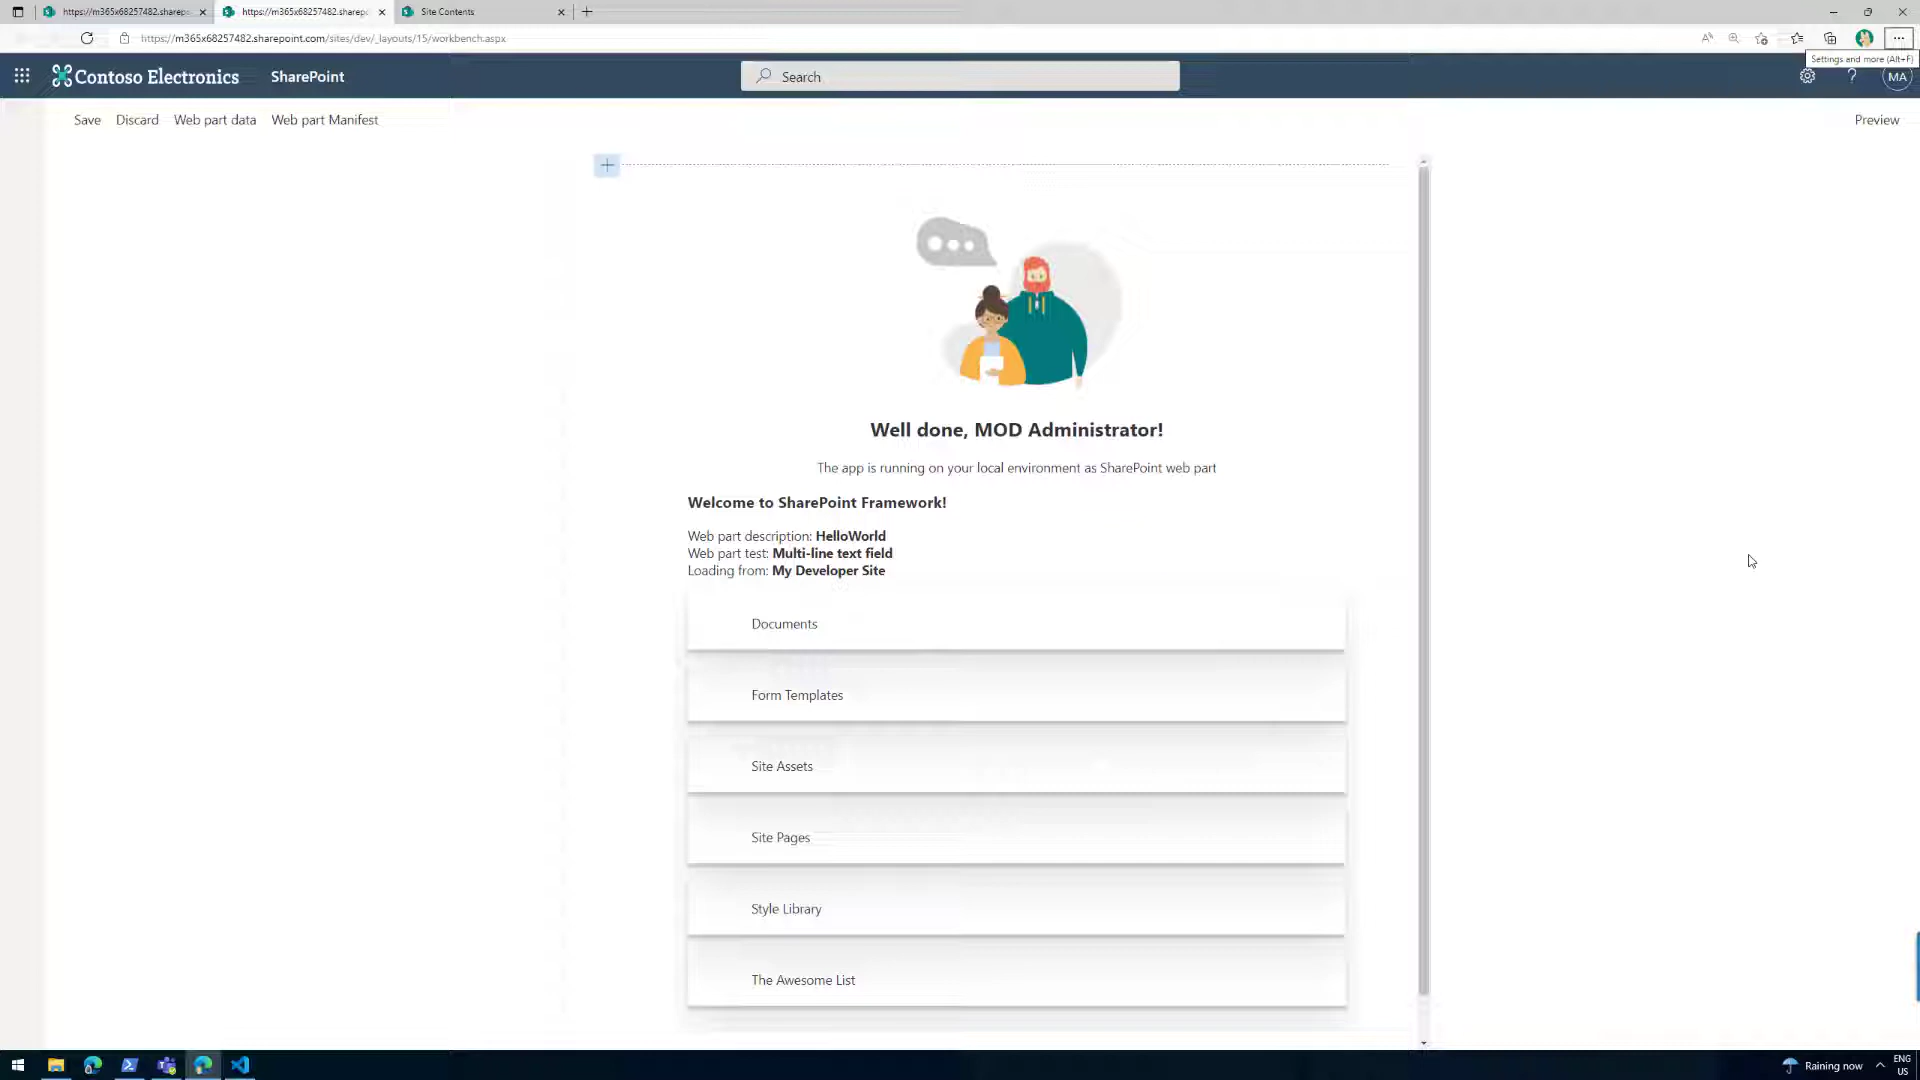 https://m365x68257482.sharep
https://m365x68257482.sharep
Site Contents
https://m365x68257482.sharepoint.com/sites/dev/_layouts/15/workbench.aspx
Settings and more (Alt+F)
Contoso Electronics
SharePoint
Search
MA
Save
Discard
Web part data
Web part Manifest
Preview
Well done, MOD Administrator!
The app is running on your local environment as SharePoint web part
Welcome to SharePoint Framework!
Web part description: HelloWorld
Web part test: Multi-line text field
Loading from: My Developer Site
Documents
Form Templates
Site Assets
Site Pages
Style Library
The Awesome List
Raining now
ENG
US